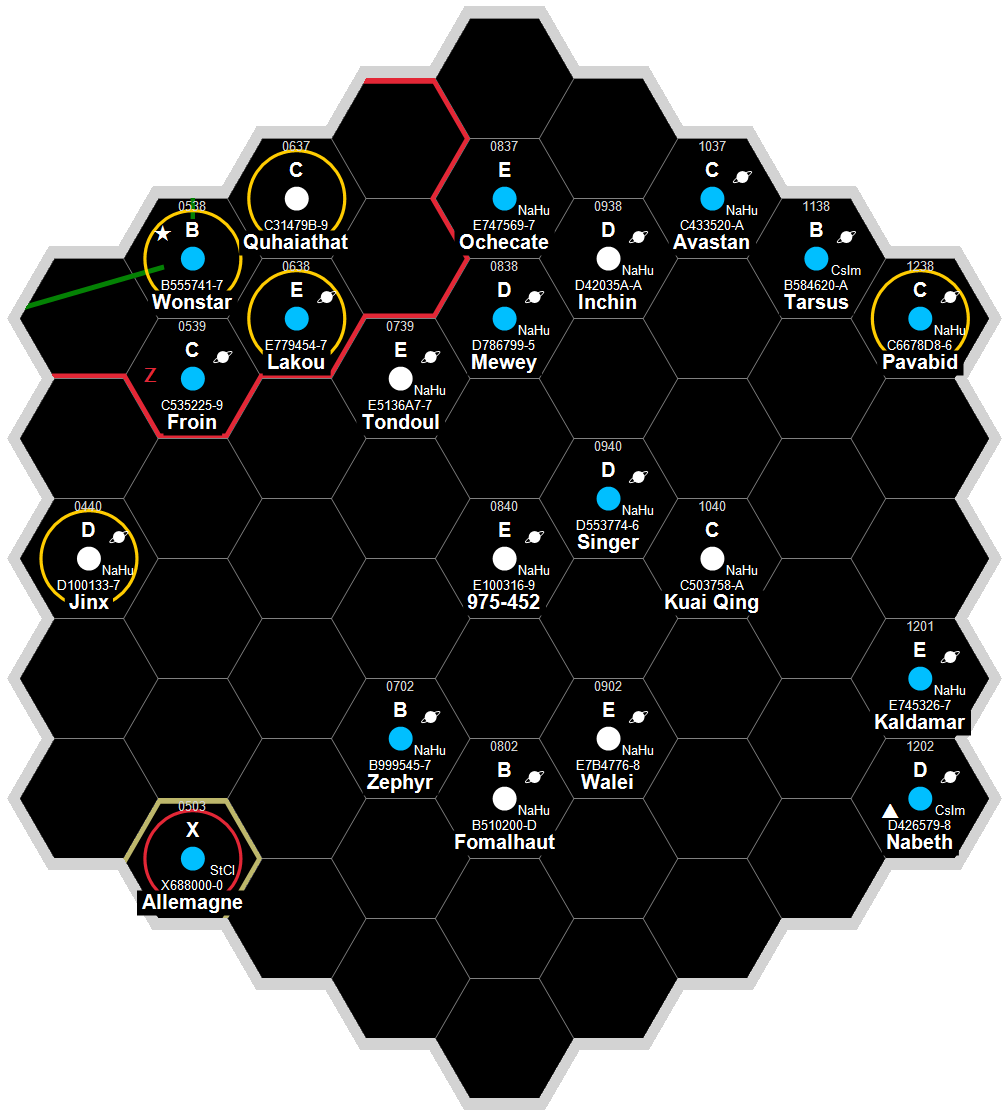 0637
C
C31479B-9
Quhaiathat
0837
E
NaHu
E747569-7
Ochecate
1037
C
NaHu
C433520-A
Avastan
0538
B
B555741-7
Wonstar
0938
D
NaHu
D42035A-A
Inchin
1138
B
CsIm
B584620-A
Tarsus
0638
E
E779454-7
Lakou
0838
D
NaHu
D786799-5
Mewey
1238
C
NaHu
C6678D8-6
Pavabid
0539
C
Z
C535225-9
Froin
0739
E
NaHu
E5136A7-7
Tondoul
0940
D
NaHu
D553774-6
Singer
0440
D
NaHu
D100133-7
Jinx
0840
E
NaHu
E100316-9
975-452
1040
C
NaHu
C503758-A
Kuai Qing
1201
E
NaHu
E745326-7
Kaldamar
0702
B
NaHu
B999545-7
Zephyr
0902
E
NaHu
E7B4776-8
Walei
0802
B
NaHu
B510200-D
Fomalhaut
1202
D
CsIm
D426579-8
Nabeth
0503
X
StCl
X688000-0
Allemagne